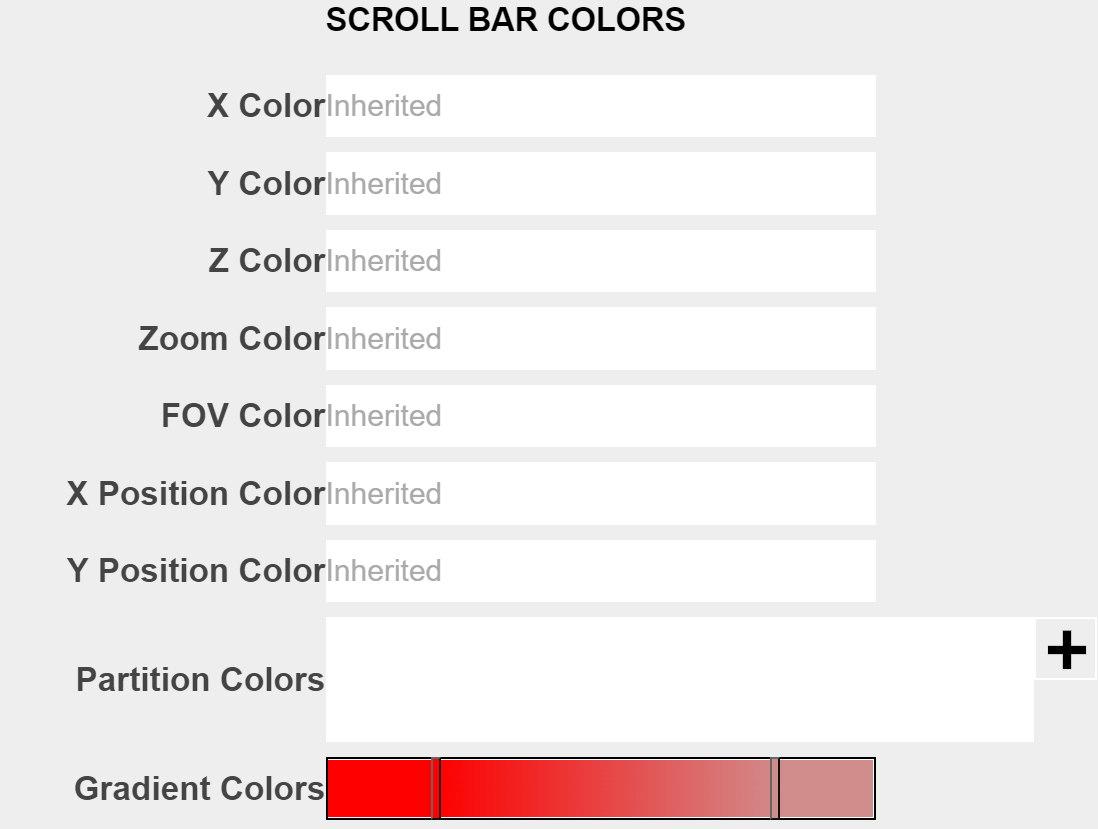 SCROLL BAR COLORS
X Color Inherited
Y Color Inherited
Z Color Inherited
Zoom Color Inherited
FOV Color Inherited
X Position Color Inherited
Y Position Color Inherited
Partition Colors +
Gradient Colors